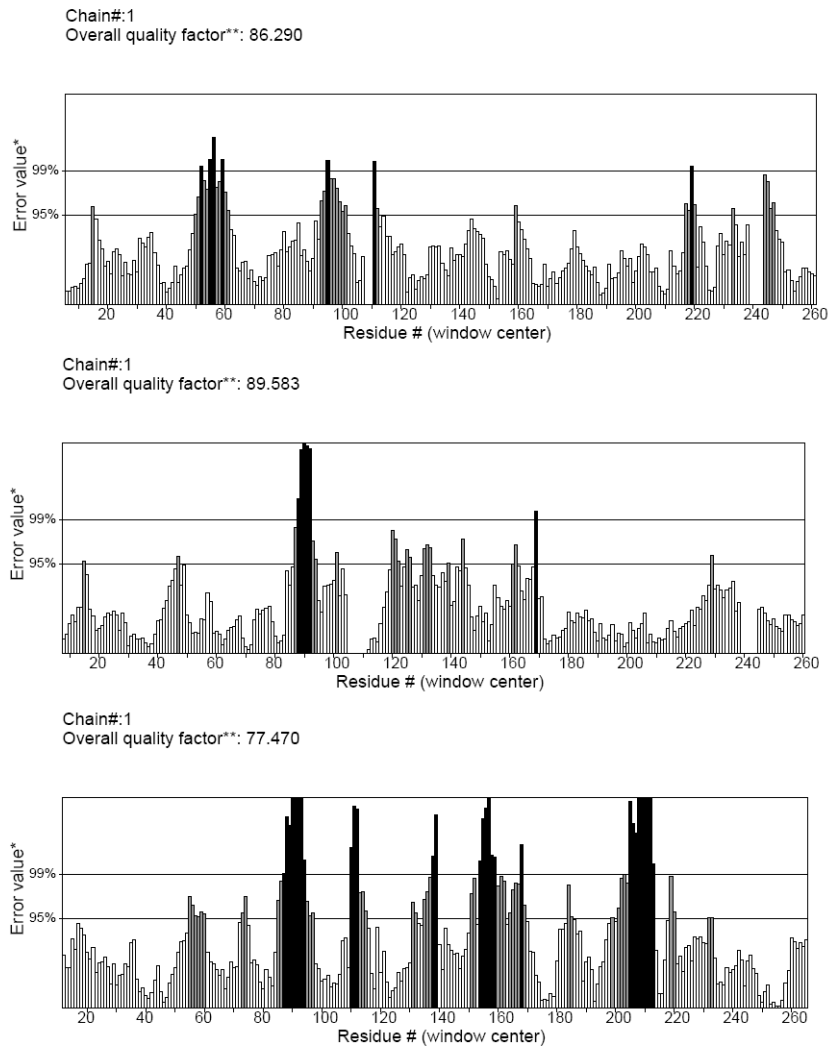 Chain#:1
Overall quality factor**: 86.290
Error value*
99%
95%
20 40 60 80 100 120 140 160 180 200 220 240 260
Residue # (window center)
Chain#:1
Overall quality factor**: 89.583
Error value*
99%
95%
20 40 60 80 100 120 140 160 180 200 220 240 260
Residue # (window center)
Chain#:1
Overall quality factor**: 77.470
Error value*
99%
95%
20 40 60 80 100 120 140 160 180 200 220 240 260
Residue # (window center)